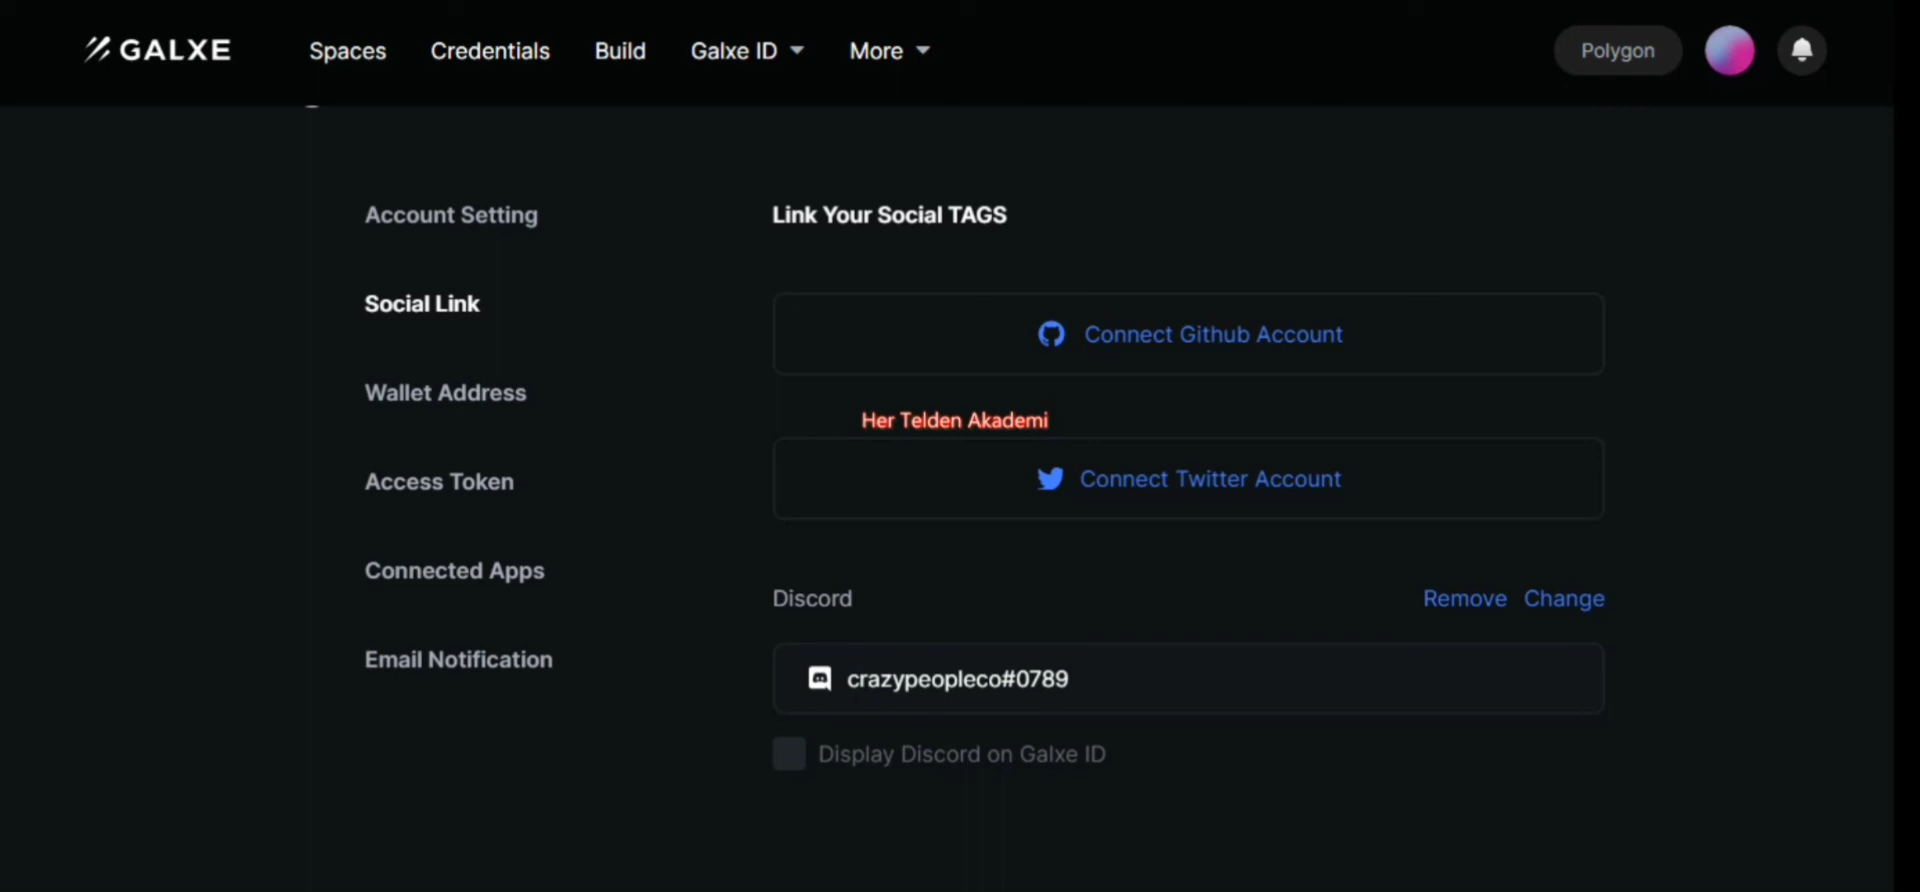 GALXE
Spaces Credentials Build Galxe ID More Polygon
Account Setting
Social Link
Wallet Address
Access Token
Connected Apps
Email Notification
Link Your Social TAGS
Connect Github Account
Her Telden Akademi
Connect Twitter Account
Discord Remove Change
crazypeopleco#0789
Display Discord on Galxe ID